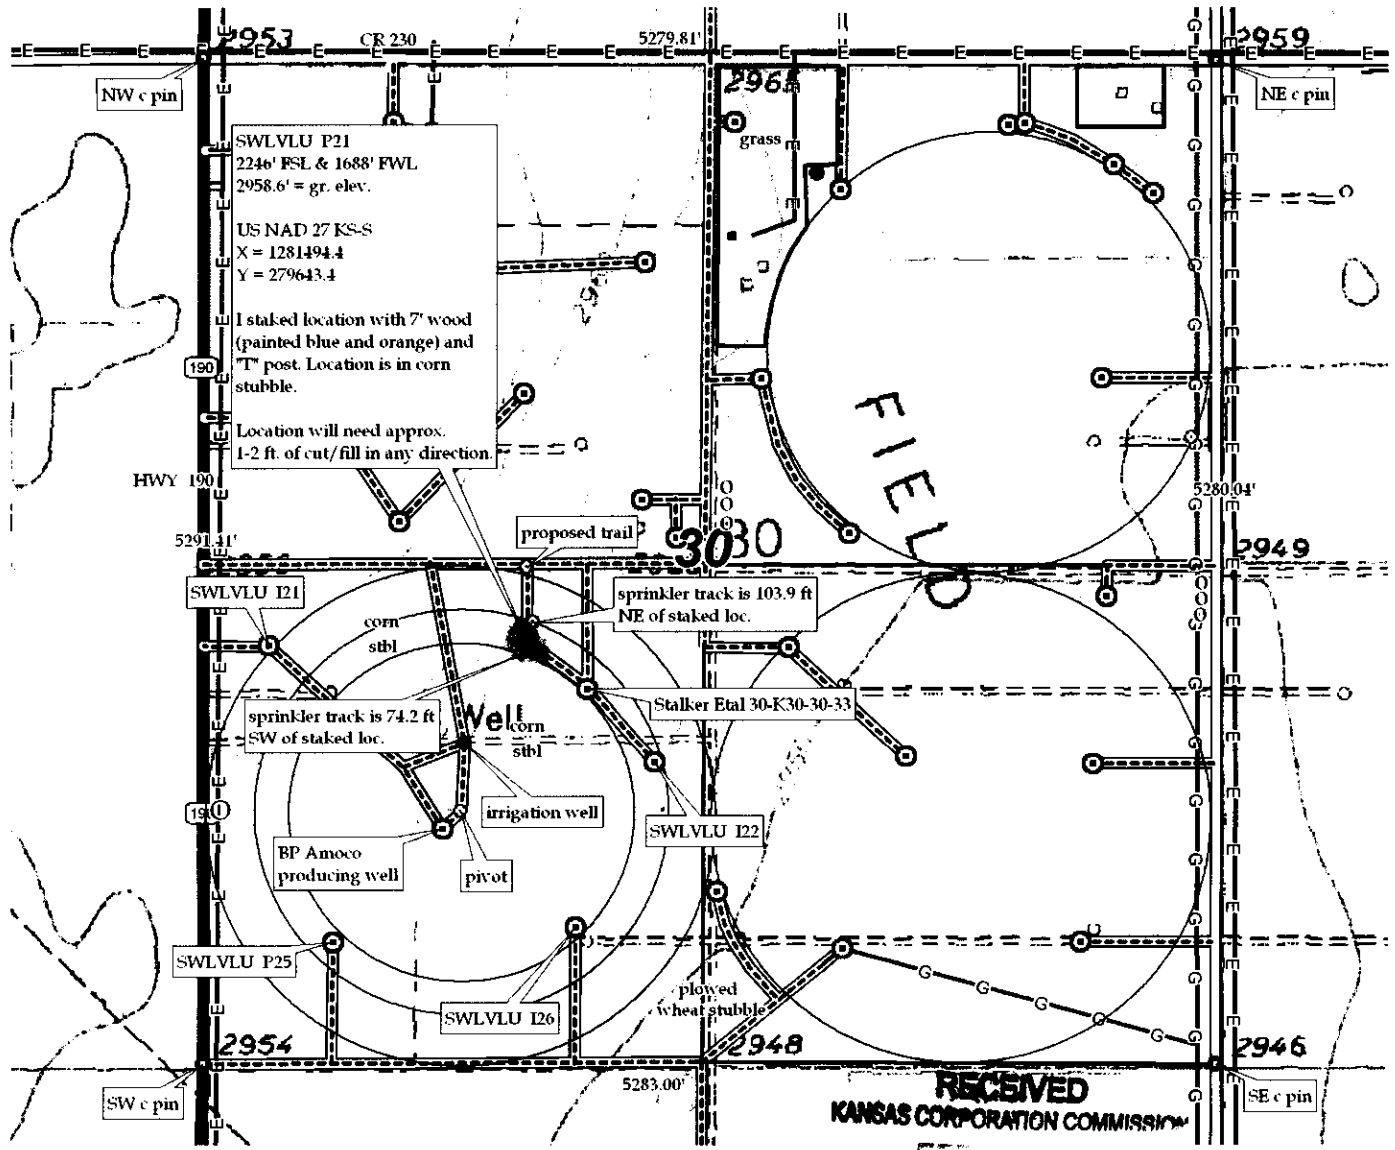 2953
CR 230
5279.81'
2959
NW c pin
NE c pin
296
grass
SWLVLU P21
2246' FSL & 1688' FWL
2958.6' = gr. elev.
US NAD 27 KS-S
X = 1281494.4
Y = 279643.4
I staked location with 7' wood
(painted blue and orange) and
"T" post. Location is in corn
stubble.
Location will need approx.
1-2 ft. of cut/fill in any direction.
190
HWY 190
5291.41'
FIELD
5280.04'
proposed trail
30
30
2949
SWLVLU I21
sprinkler track is 103.9 ft
NE of staked loc.
corn
stbl
Stalker Etal 30-K30-30-33
sprinkler track is 74.2 ft
SW of staked loc.
Well
corn
stbl
190
irrigation well
SWLVLU I22
BP Amoco
producing well
pivot
SWLVLU P25
SWLVLU I26
plowed
wheat stubble
2954
2948
2946
5283.00'
SW c pin
SE c pin
RECEIVED
KANSAS CORPORATION COMMISSION